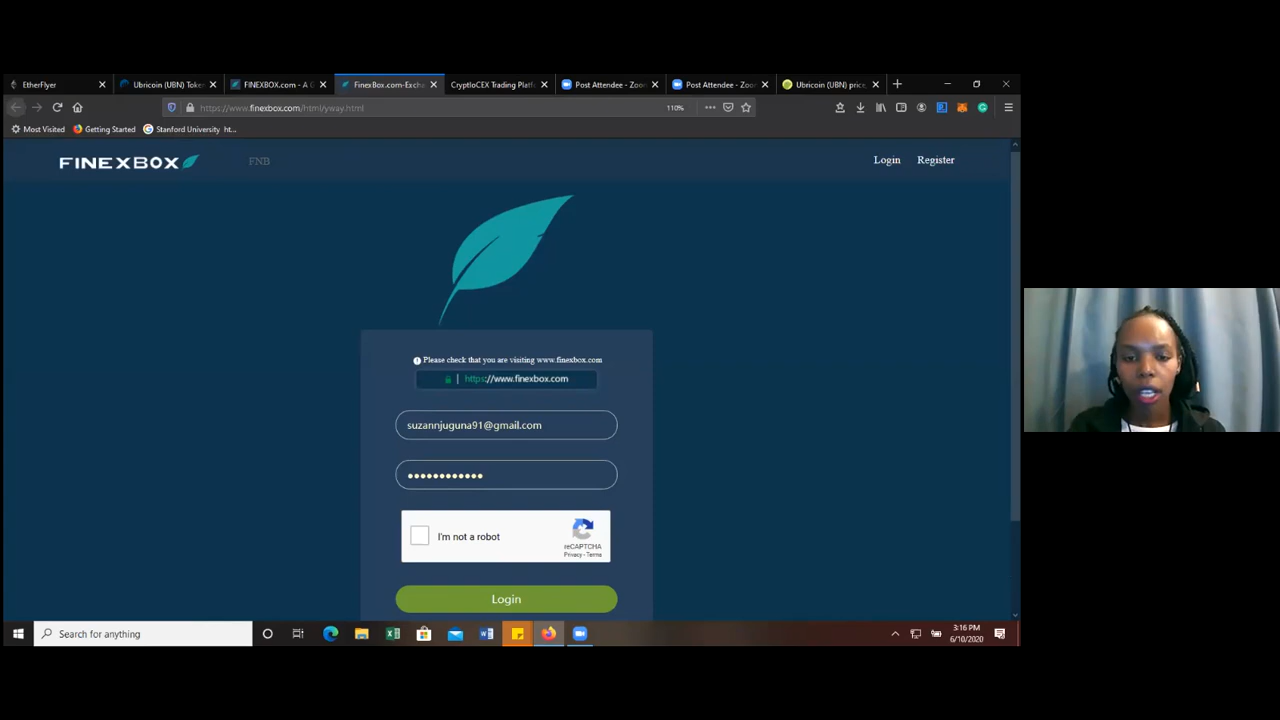 EtherFlyer
Ubricoin (UBN) Toke
FINEXBOX.com - A G
FinexBox.com-Excha
CryptloCEX Trading Platf
Post Attendee - Zoo
Post Attendee - Zoo
Ubricoin (UBN) price,
https://www.finexbox.com/html/yway.html
110%
Most Visited
Getting Started
Stanford University ht...
FINEXBOX
FNB
Login
Register
Please check that you are visiting www.finexbox.com
https://www.finexbox.com
suzannjuguna91@gmail.com
I'm not a robot
reCAPTCHA
Privacy - Terms
Login
Search for anything
3:16 PM
6/10/2020